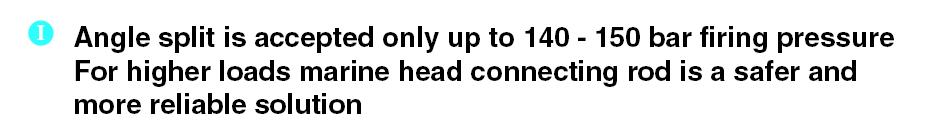 I Angle split is accepted only up to 140 - 150 bar firing pressure
For higher loads marine head connecting rod is a safer and
more reliable solution